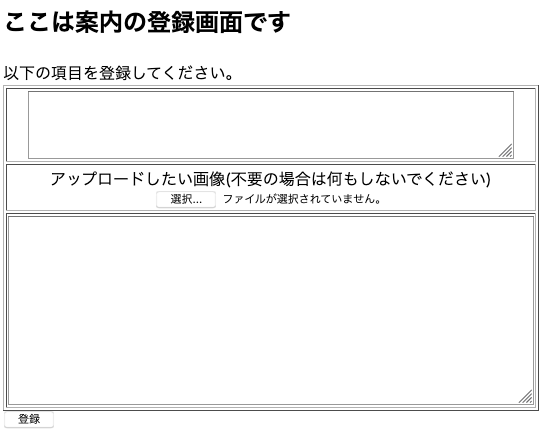 ここは案内の登録画面です
以下の項目を登録してください。
アップロードしたい画像(不要の場合は何もしないでください)
選択... ファイルが選択されていません。
登録